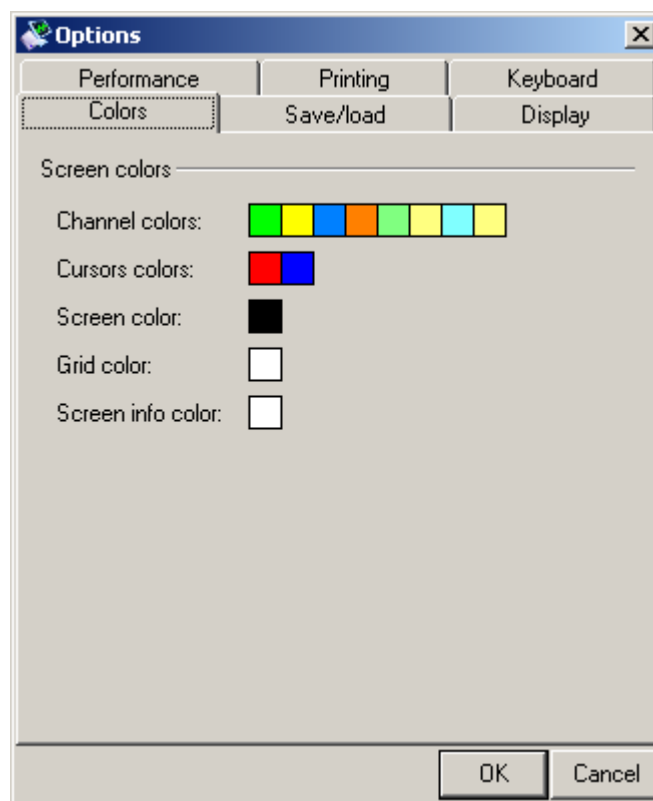 Options
Performance Printing Keyboard
Colors Save/load Display
Screen colors
Channel colors:
Cursors colors:
Screen color:
Grid color:
Screen info color:
OK Cancel